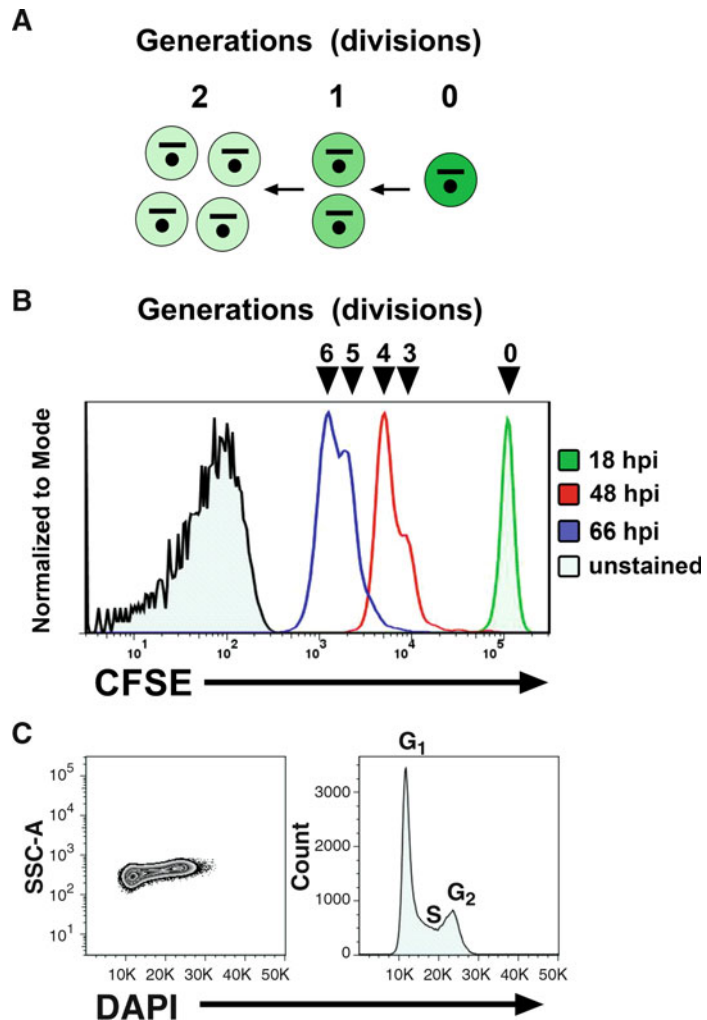 A
Generations (divisions)
2 1 0
B
Generations (divisions)
6 5 4 3 0
Normalized to Mode
18 hpi
48 hpi
66 hpi
unstained
10¹ 10² 10³ 10⁴ 10⁵
CFSE
C
SSC-A
10⁵
10⁴
10³
10²
10¹
10K 20K 30K 40K 50K
G₁
S
G₂
Count
3000
2000
1000
0
10K 20K 30K 40K 50K
DAPI